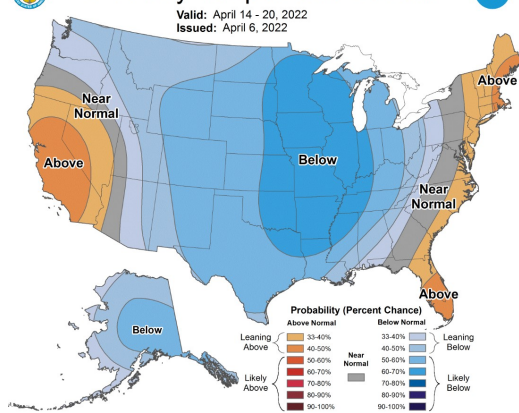 Valid: April 14 - 20, 2022
Issued: April 6, 2022
Near
Normal
Above
Above
Below
Near
Normal
Above
Below
Probability (Percent Chance)
Above Normal
Below Normal
Leaning
Above
33-40%
40-50%
50-60%
60-70%
70-80%
80-90%
90-100%
Likely
Above
Near
Normal
33-40%
40-50%
50-60%
60-70%
70-80%
80-90%
90-100%
Leaning
Below
Likely
Below